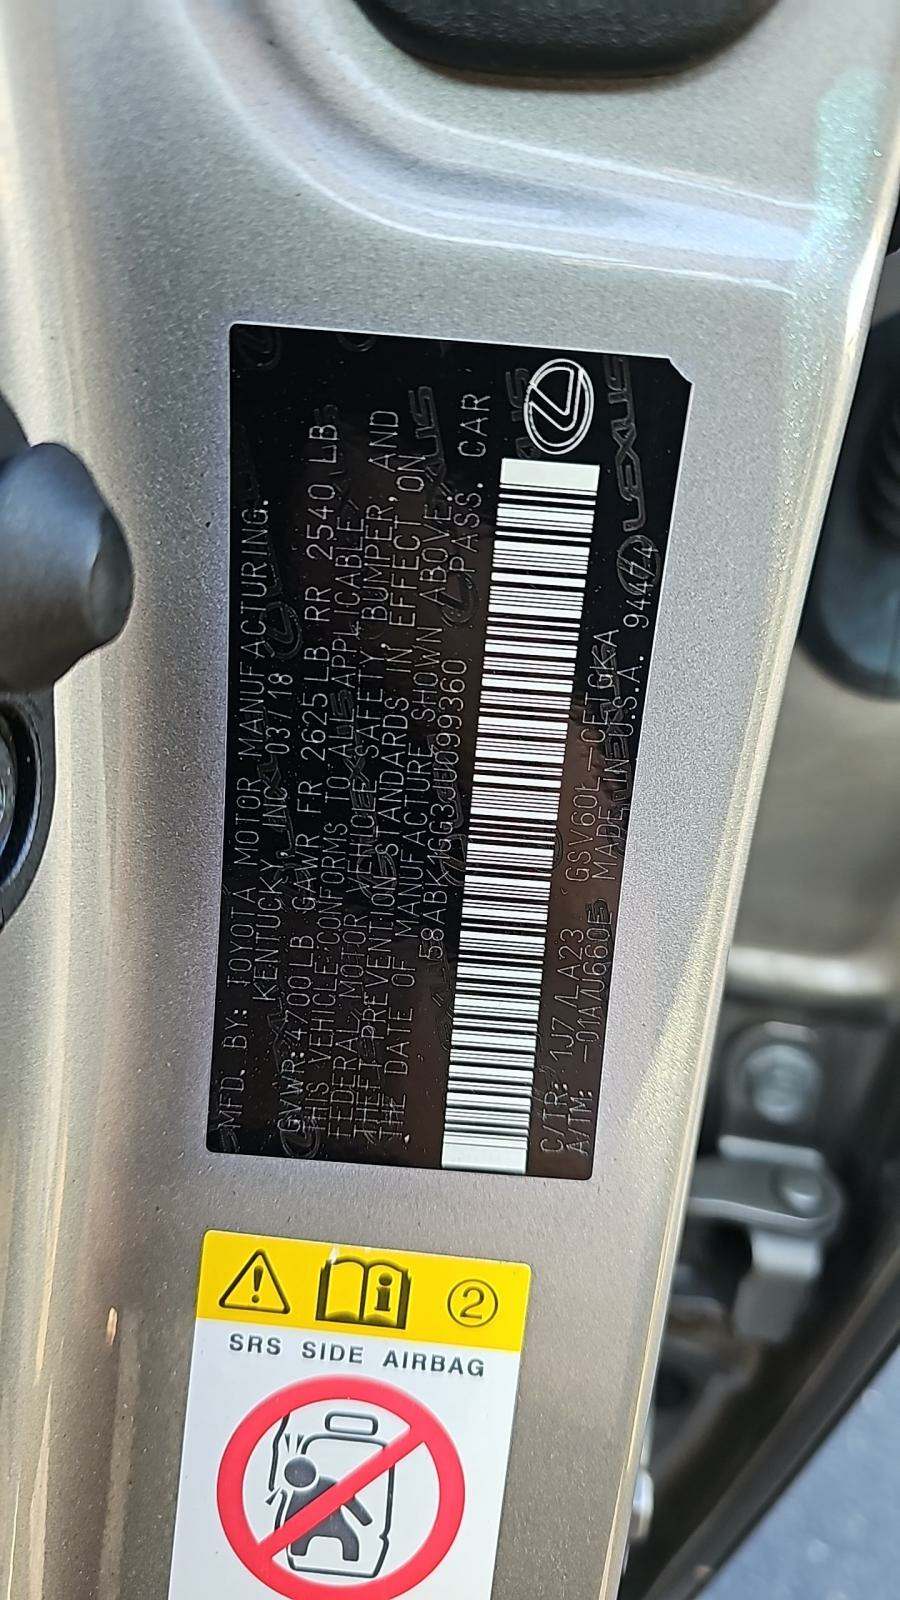 MFD. BY: TOYOTA MOTOR MANUFACTURING.
KENTUCKY, INC. 03/18
GVWR: 4700LB GAWR FR 2625LB RR 2540 LB
THIS VEHICLE CONFORMS TO ALL APPLICABLE
FEDERAL MOTOR VEHICLE SAFETY, BUMPER, AND
THEFT PREVENTION STANDARDS IN EFFECT ON
THE DATE OF MANUFACTURE SHOWN ABOVE.
58ABK1GG3JU099360 PASS. CAR
C/TR: 1J7/LA23 GSV60L-CETGKA
A/TM: -01A/U660E MADE IN U.S.A. 94474
LEXUS
2
SRS SIDE AIRBAG